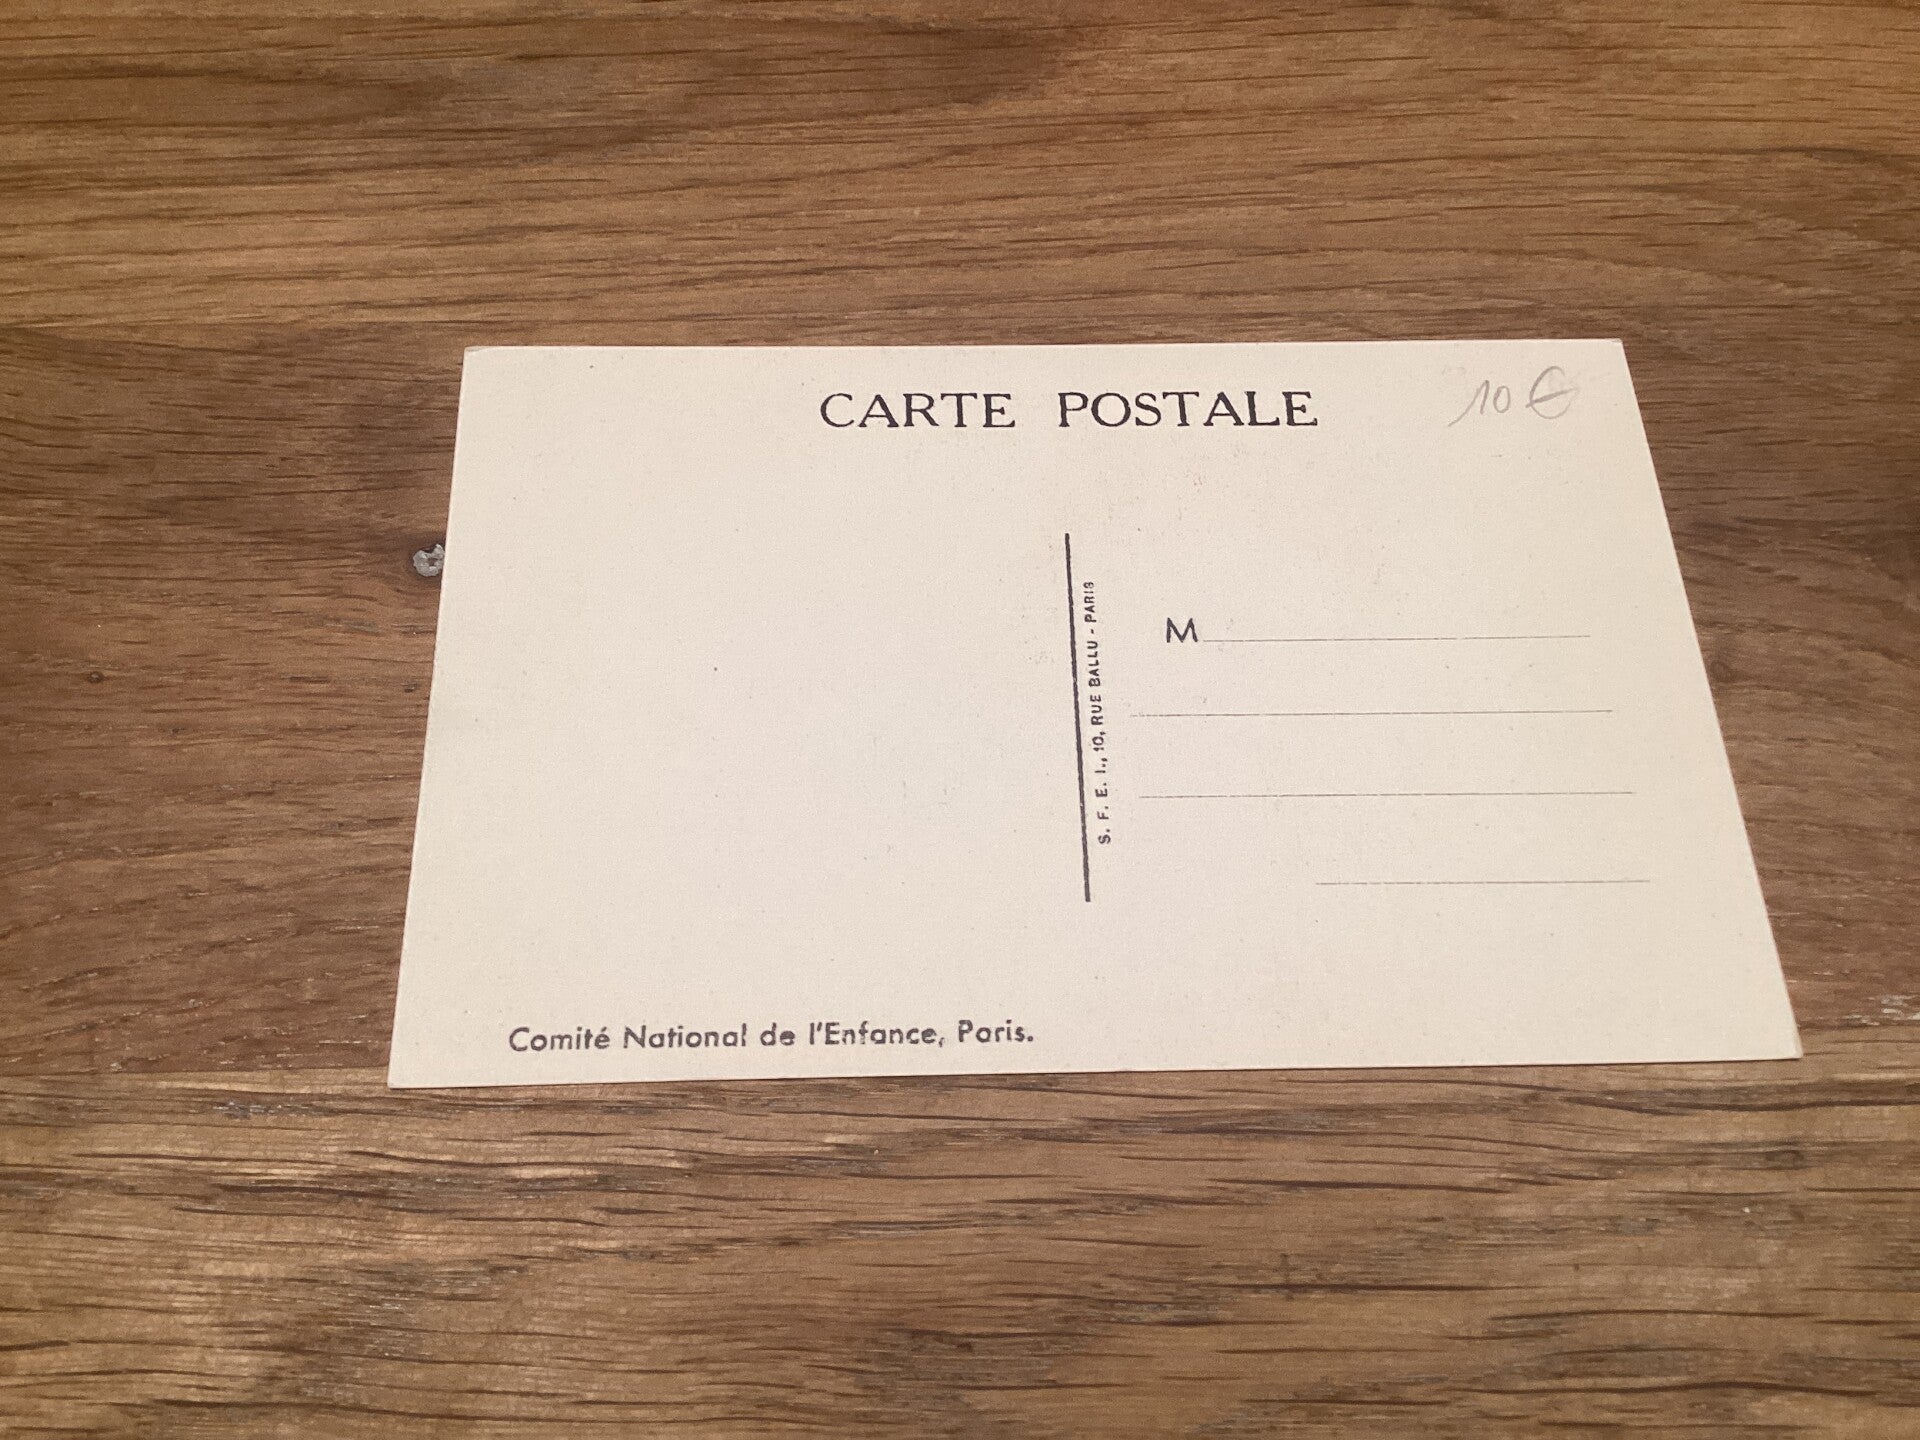 CARTE POSTALE
10 €
S. F. E. I., 10, RUE BALLU - PARIS
M
Comité National de l'Enfance, Paris.